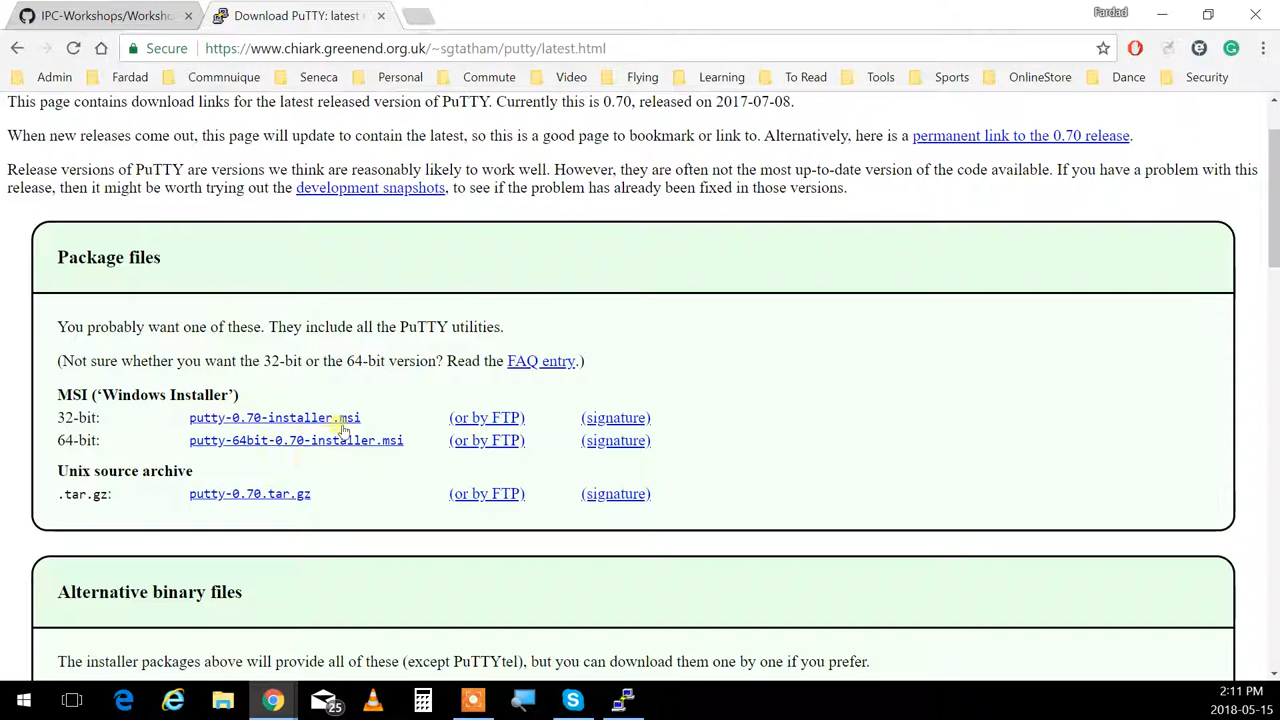 IPC-Workshops/Worksho
Download PuTTY: latest r
Fardad
Secure
https://www.chiark.greenend.org.uk/~sgtatham/putty/latest.html
Admin
Fardad
Commnuique
Seneca
Personal
Commute
Video
Flying
Learning
To Read
Tools
Sports
OnlineStore
Dance
Security
This page contains download links for the latest released version of PuTTY. Currently this is 0.70, released on 2017-07-08.
When new releases come out, this page will update to contain the latest, so this is a good page to bookmark or link to. Alternatively, here is a permanent link to the 0.70 release.
Release versions of PuTTY are versions we think are reasonably likely to work well. However, they are often not the most up-to-date version of the code available. If you have a problem with this
release, then it might be worth trying out the development snapshots, to see if the problem has already been fixed in those versions.
Package files
You probably want one of these. They include all the PuTTY utilities.
(Not sure whether you want the 32-bit or the 64-bit version? Read the FAQ entry.)
MSI (‘Windows Installer’)
32-bit: putty-0.70-installer.msi (or by FTP) (signature)
64-bit: putty-64bit-0.70-installer.msi (or by FTP) (signature)
Unix source archive
.tar.gz: putty-0.70.tar.gz (or by FTP) (signature)
Alternative binary files
The installer packages above will provide all of these (except PuTTYtel), but you can download them one by one if you prefer.
25
2:11 PM
2018-05-15